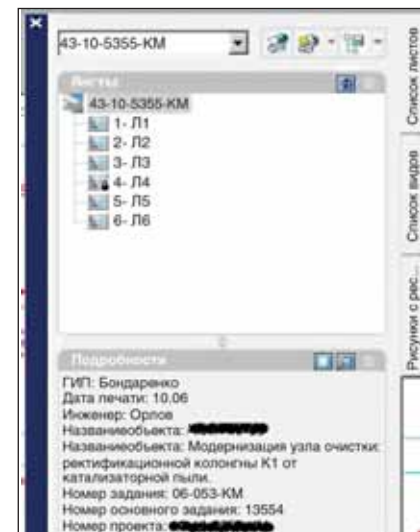 43-10-5355-КМ
Листы
43-10-5355-КМ
1- Л1
2- Л2
3- Л3
4- Л4
5- Л5
6- Л6
Подробности
ГИП: Бондаренко
Дата печати: 10.06
Инженер: Орлов
Названиеобъекта:
Названиеобъекта: Модернизация узла очистки
ректификационной колонгны К1 от
катализаторной пыли.
Номер задания: 06-053-КМ
Номер основного задания: 13554
Номер проекта:
Список листов
Список видов
Рисунки с рес...